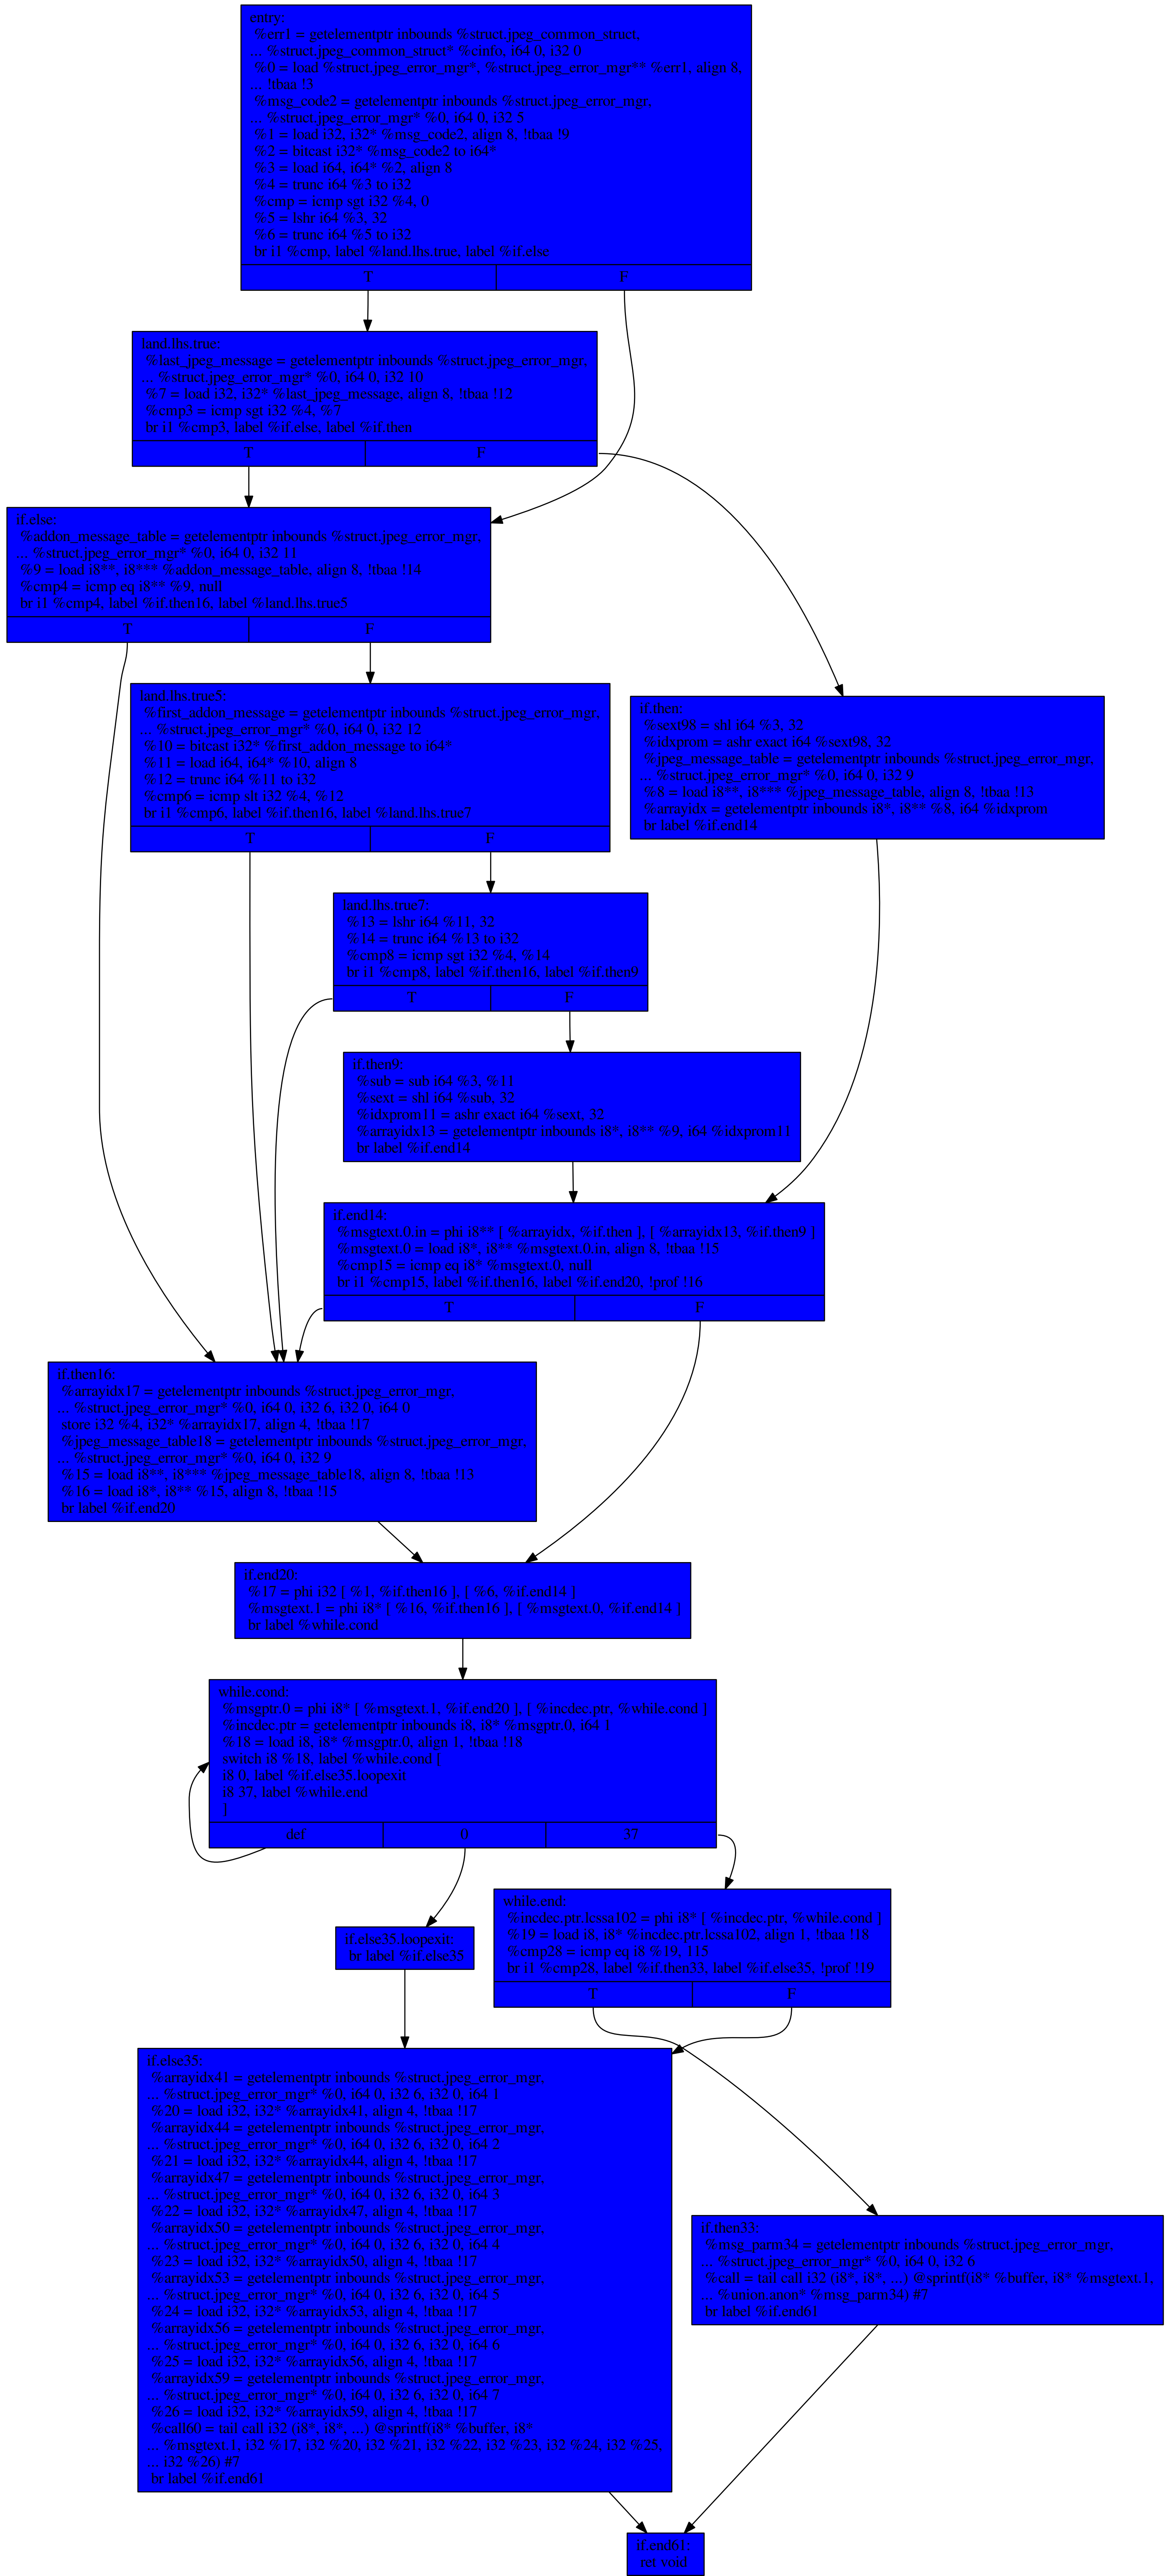 entry:
%err1 = getelementptr inbounds %struct.jpeg_common_struct,
... %struct.jpeg_common_struct* %cinfo, i64 0, i32 0
%0 = load %struct.jpeg_error_mgr*, %struct.jpeg_error_mgr** %err1, align 8,
... !tbaa !3
%msg_code2 = getelementptr inbounds %struct.jpeg_error_mgr,
... %struct.jpeg_error_mgr* %0, i64 0, i32 5
%1 = load i32, i32* %msg_code2, align 8, !tbaa !9
%2 = bitcast i32* %msg_code2 to i64*
%3 = load i64, i64* %2, align 8
%4 = trunc i64 %3 to i32
%cmp = icmp sgt i32 %4, 0
%5 = lshr i64 %3, 32
%6 = trunc i64 %5 to i32
br i1 %cmp, label %land.lhs.true, label %if.else
T F
land.lhs.true:
%last_jpeg_message = getelementptr inbounds %struct.jpeg_error_mgr,
... %struct.jpeg_error_mgr* %0, i64 0, i32 10
%7 = load i32, i32* %last_jpeg_message, align 8, !tbaa !12
%cmp3 = icmp sgt i32 %4, %7
br i1 %cmp3, label %if.else, label %if.then
T F
if.else:
%addon_message_table = getelementptr inbounds %struct.jpeg_error_mgr,
... %struct.jpeg_error_mgr* %0, i64 0, i32 11
%9 = load i8**, i8*** %addon_message_table, align 8, !tbaa !14
%cmp4 = icmp eq i8** %9, null
br i1 %cmp4, label %if.then16, label %land.lhs.true5
T F
land.lhs.true5:
%first_addon_message = getelementptr inbounds %struct.jpeg_error_mgr,
... %struct.jpeg_error_mgr* %0, i64 0, i32 12
%10 = bitcast i32* %first_addon_message to i64*
%11 = load i64, i64* %10, align 8
%12 = trunc i64 %11 to i32
%cmp6 = icmp slt i32 %4, %12
br i1 %cmp6, label %if.then16, label %land.lhs.true7
T F
if.then:
%sext98 = shl i64 %3, 32
%idxprom = ashr exact i64 %sext98, 32
%jpeg_message_table = getelementptr inbounds %struct.jpeg_error_mgr,
... %struct.jpeg_error_mgr* %0, i64 0, i32 9
%8 = load i8**, i8*** %jpeg_message_table, align 8, !tbaa !13
%arrayidx = getelementptr inbounds i8*, i8** %8, i64 %idxprom
br label %if.end14
land.lhs.true7:
%13 = lshr i64 %11, 32
%14 = trunc i64 %13 to i32
%cmp8 = icmp sgt i32 %4, %14
br i1 %cmp8, label %if.then16, label %if.then9
T F
if.then9:
%sub = sub i64 %3, %11
%sext = shl i64 %sub, 32
%idxprom11 = ashr exact i64 %sext, 32
%arrayidx13 = getelementptr inbounds i8*, i8** %9, i64 %idxprom11
br label %if.end14
if.end14:
%msgtext.0.in = phi i8** [ %arrayidx, %if.then ], [ %arrayidx13, %if.then9 ]
%msgtext.0 = load i8*, i8** %msgtext.0.in, align 8, !tbaa !15
%cmp15 = icmp eq i8* %msgtext.0, null
br i1 %cmp15, label %if.then16, label %if.end20, !prof !16
T F
if.then16:
%arrayidx17 = getelementptr inbounds %struct.jpeg_error_mgr,
... %struct.jpeg_error_mgr* %0, i64 0, i32 6, i32 0, i64 0
store i32 %4, i32* %arrayidx17, align 4, !tbaa !17
%jpeg_message_table18 = getelementptr inbounds %struct.jpeg_error_mgr,
... %struct.jpeg_error_mgr* %0, i64 0, i32 9
%15 = load i8**, i8*** %jpeg_message_table18, align 8, !tbaa !13
%16 = load i8*, i8** %15, align 8, !tbaa !15
br label %if.end20
if.end20:
%17 = phi i32 [ %1, %if.then16 ], [ %6, %if.end14 ]
%msgtext.1 = phi i8* [ %16, %if.then16 ], [ %msgtext.0, %if.end14 ]
br label %while.cond
while.cond:
%msgptr.0 = phi i8* [ %msgtext.1, %if.end20 ], [ %incdec.ptr, %while.cond ]
%incdec.ptr = getelementptr inbounds i8, i8* %msgptr.0, i64 1
%18 = load i8, i8* %msgptr.0, align 1, !tbaa !18
switch i8 %18, label %while.cond [
i8 0, label %if.else35.loopexit
i8 37, label %while.end
]
def 0 37
while.end:
%incdec.ptr.lcssa102 = phi i8* [ %incdec.ptr, %while.cond ]
%19 = load i8, i8* %incdec.ptr.lcssa102, align 1, !tbaa !18
%cmp28 = icmp eq i8 %19, 115
br i1 %cmp28, label %if.then33, label %if.else35, !prof !19
T F
if.else35.loopexit:
br label %if.else35
if.else35:
%arrayidx41 = getelementptr inbounds %struct.jpeg_error_mgr,
... %struct.jpeg_error_mgr* %0, i64 0, i32 6, i32 0, i64 1
%20 = load i32, i32* %arrayidx41, align 4, !tbaa !17
%arrayidx44 = getelementptr inbounds %struct.jpeg_error_mgr,
... %struct.jpeg_error_mgr* %0, i64 0, i32 6, i32 0, i64 2
%21 = load i32, i32* %arrayidx44, align 4, !tbaa !17
%arrayidx47 = getelementptr inbounds %struct.jpeg_error_mgr,
... %struct.jpeg_error_mgr* %0, i64 0, i32 6, i32 0, i64 3
%22 = load i32, i32* %arrayidx47, align 4, !tbaa !17
%arrayidx50 = getelementptr inbounds %struct.jpeg_error_mgr,
... %struct.jpeg_error_mgr* %0, i64 0, i32 6, i32 0, i64 4
%23 = load i32, i32* %arrayidx50, align 4, !tbaa !17
%arrayidx53 = getelementptr inbounds %struct.jpeg_error_mgr,
... %struct.jpeg_error_mgr* %0, i64 0, i32 6, i32 0, i64 5
%24 = load i32, i32* %arrayidx53, align 4, !tbaa !17
%arrayidx56 = getelementptr inbounds %struct.jpeg_error_mgr,
... %struct.jpeg_error_mgr* %0, i64 0, i32 6, i32 0, i64 6
%25 = load i32, i32* %arrayidx56, align 4, !tbaa !17
%arrayidx59 = getelementptr inbounds %struct.jpeg_error_mgr,
... %struct.jpeg_error_mgr* %0, i64 0, i32 6, i32 0, i64 7
%26 = load i32, i32* %arrayidx59, align 4, !tbaa !17
%call60 = tail call i32 (i8*, i8*, ...) @sprintf(i8* %buffer, i8*
... %msgtext.1, i32 %17, i32 %20, i32 %21, i32 %22, i32 %23, i32 %24, i32 %25,
... i32 %26) #7
br label %if.end61
if.then33:
%msg_parm34 = getelementptr inbounds %struct.jpeg_error_mgr,
... %struct.jpeg_error_mgr* %0, i64 0, i32 6
%call = tail call i32 (i8*, i8*, ...) @sprintf(i8* %buffer, i8* %msgtext.1,
... %union.anon* %msg_parm34) #7
br label %if.end61
if.end61:
ret void